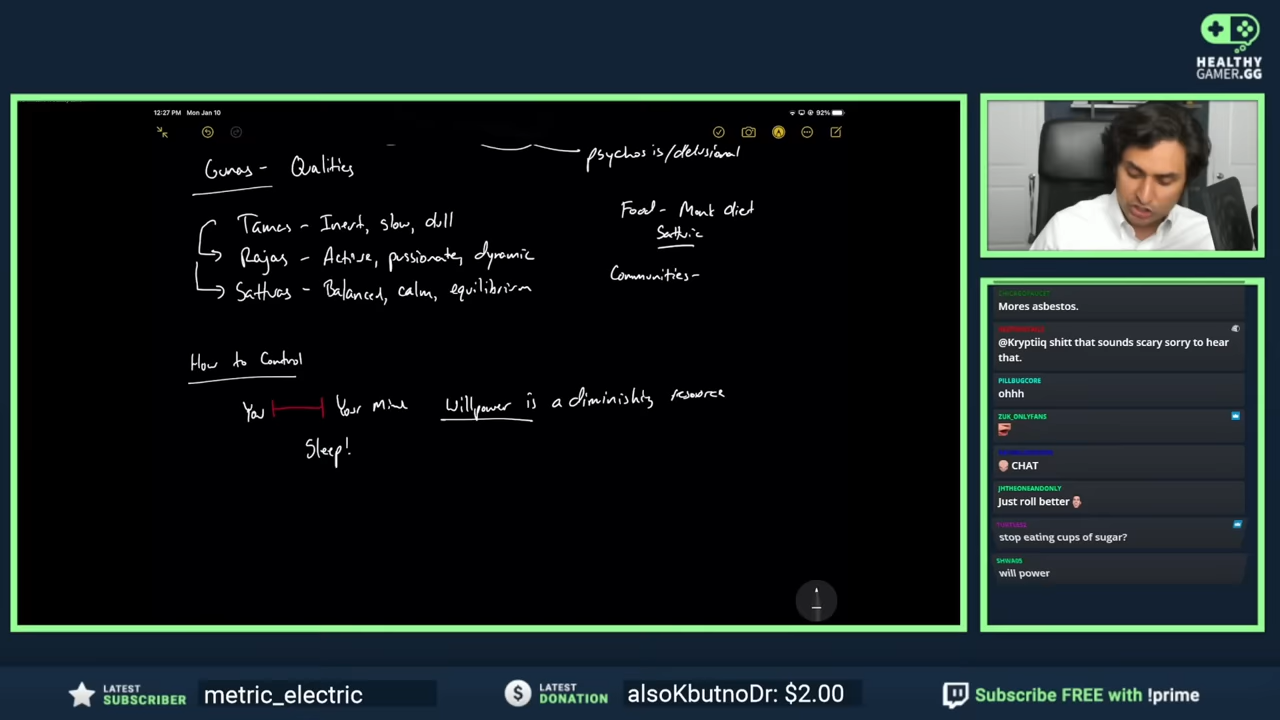 HEALTHY
GAMER.GG
12:27 PM Mon Jan 10
92%
psychosis/delusional
Gunas - Qualities
Tamas - Inert, slow, dull
Rajas - Active, passionate, dynamic
Sattvas - Balanced, calm, equilibrium
Food - Monk diet
Sattvic
Communities -
How to Control
You
Your Mind
Willpower is a diminishing resource
Sleep!
Mores asbestos.
@Kryptiiq shitt that sounds scary sorry to hear
that.
PILLBUGCORE
ohhh
ZUK_ONLYFANS
CHAT
JHTHEONEANDONLY
Just roll better
stop eating cups of sugar?
SHWA05
will power
LATEST
SUBSCRIBER
metric_electric
LATEST
DONATION
alsoKbutnoDr: $2.00
Subscribe FREE with !prime